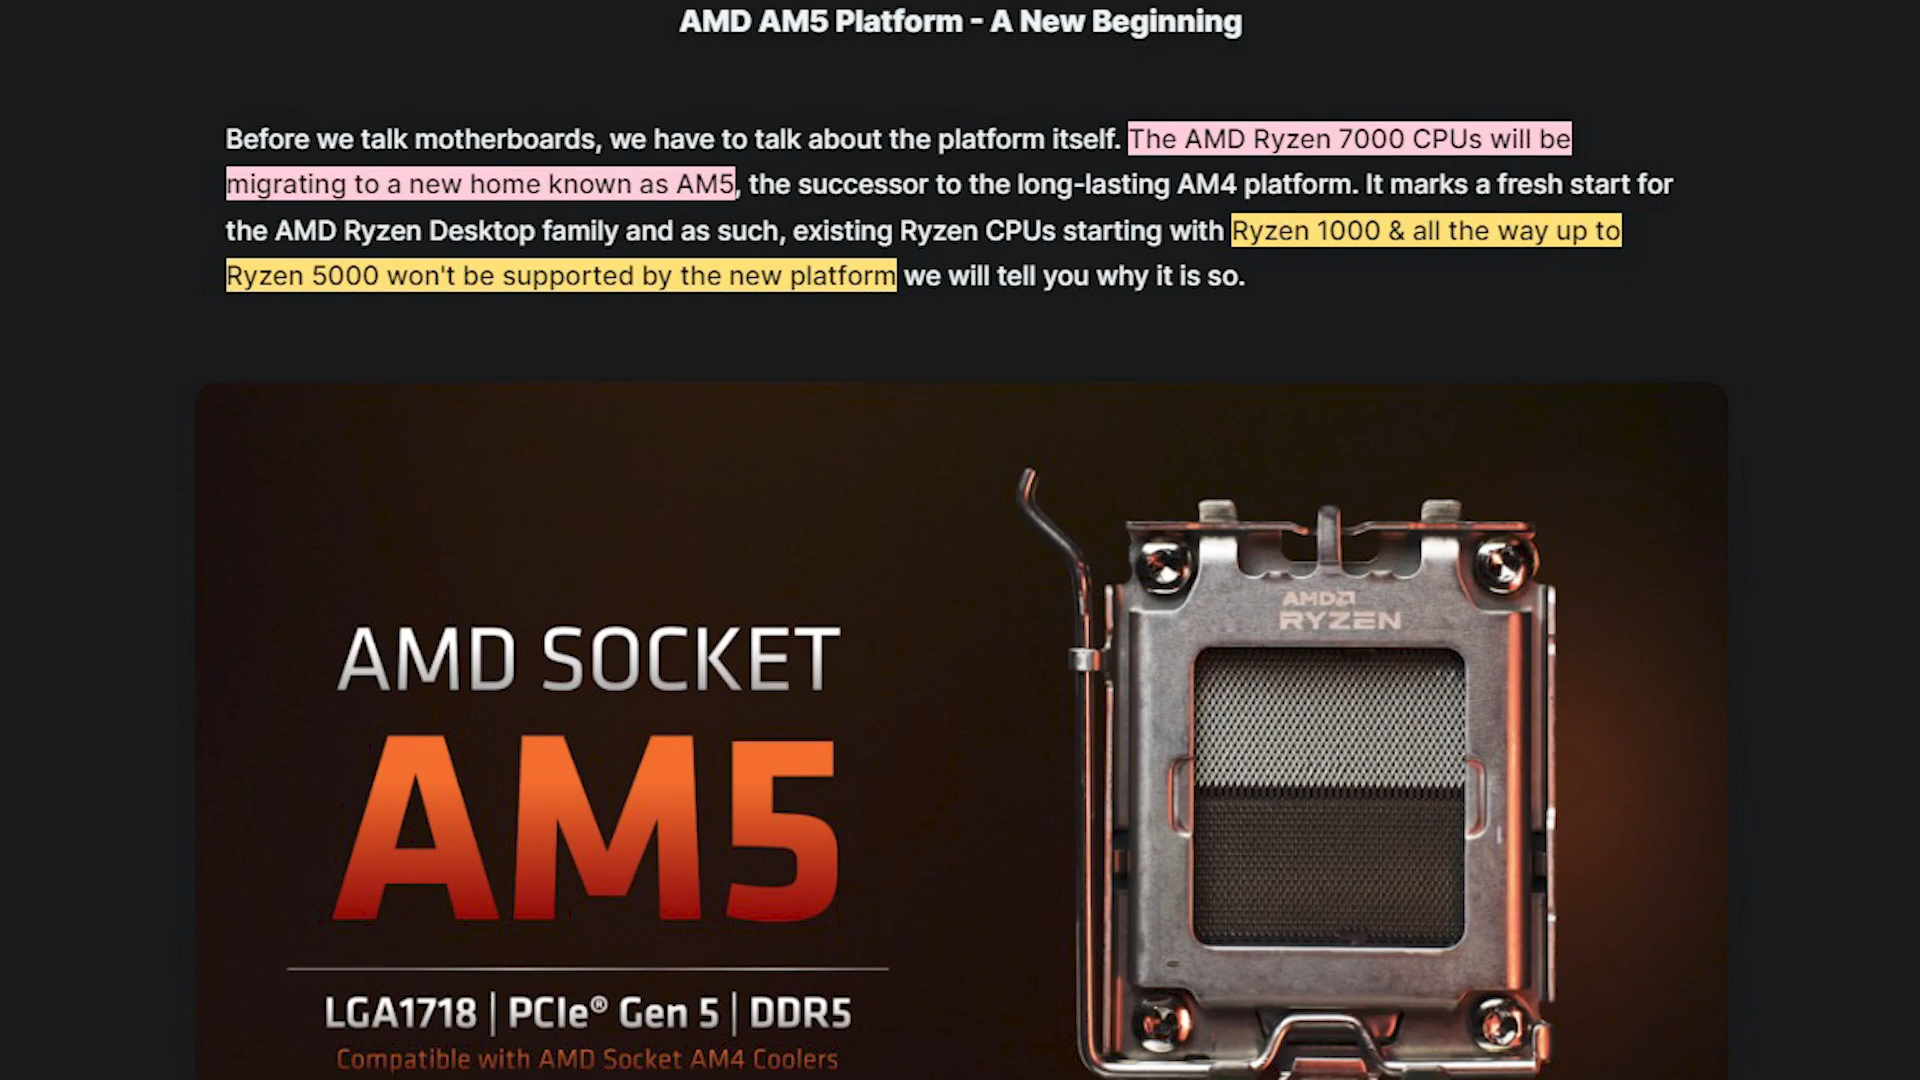 AMD AM5 Platform - A New Beginning
Before we talk motherboards, we have to talk about the platform itself. The AMD Ryzen 7000 CPUs will be
migrating to a new home known as AM5, the successor to the long-lasting AM4 platform. It marks a fresh start for
the AMD Ryzen Desktop family and as such, existing Ryzen CPUs starting with Ryzen 1000 & all the way up to
Ryzen 5000 won't be supported by the new platform we will tell you why it is so.
AMD
RYZEN
AMD SOCKET
AM5
LGA1718 | PCIe® Gen 5 | DDR5
Compatible with AMD Socket AM4 Coolers